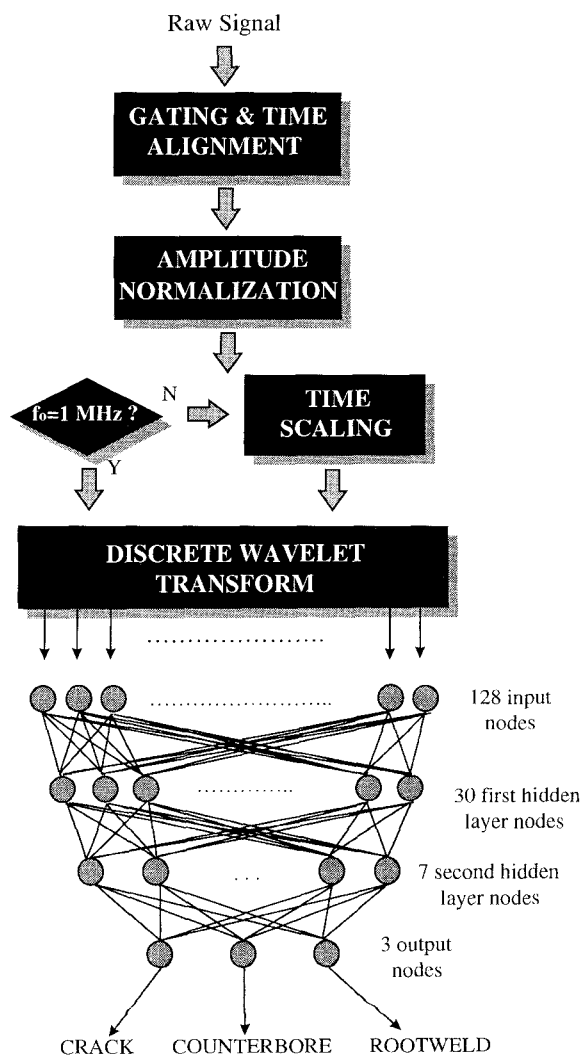 Raw Signal
GATING & TIME
ALIGNMENT
AMPLITUDE
NORMALIZATION
fo=1 MHz ?
N
Y
TIME
SCALING
DISCRETE WAVELET
TRANSFORM
128 input
nodes
30 first hidden
layer nodes
7 second hidden
layer nodes
3 output
nodes
CRACK
COUNTERBORE
ROOTWELD